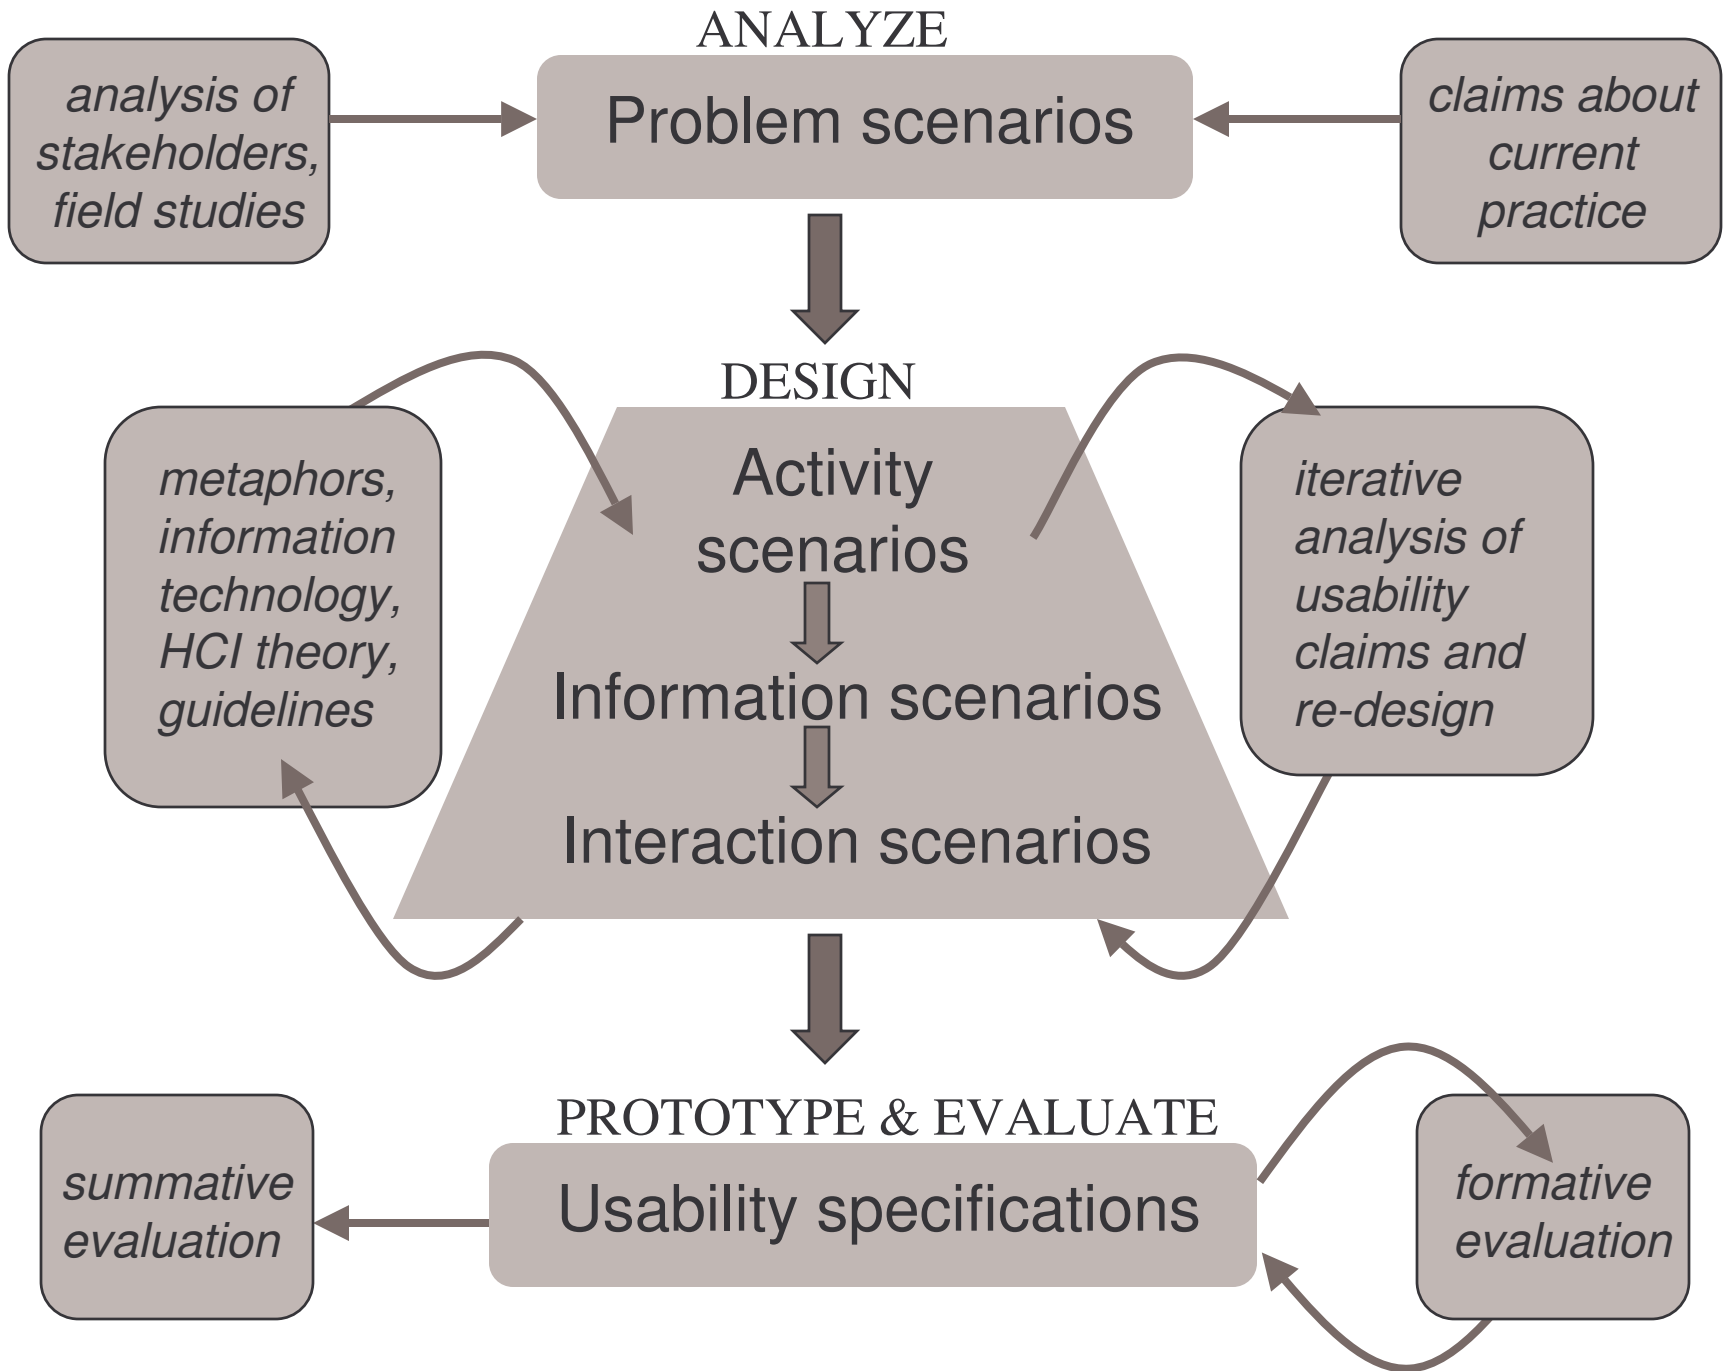 ANALYZE
analysis of
stakeholders,
field studies
Problem scenarios
claims about
current
practice
DESIGN
metaphors,
information
technology,
HCI theory,
guidelines
Activity
scenarios
Information scenarios
Interaction scenarios
iterative
analysis of
usability
claims and
re-design
PROTOTYPE & EVALUATE
summative
evaluation
Usability specifications
formative
evaluation